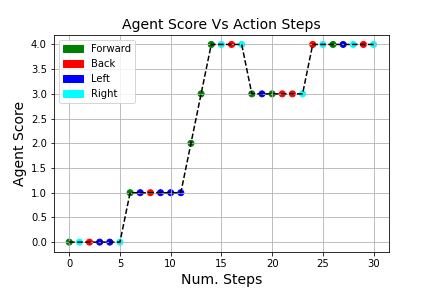 Agent Score Vs Action Steps
4.0
3.5
3.0
2.5
2.0
1.5
1.0
0.5
0.0
Agent Score
Forward
Back
Left
Right
0 5 10 15 20 25 30
Num. Steps